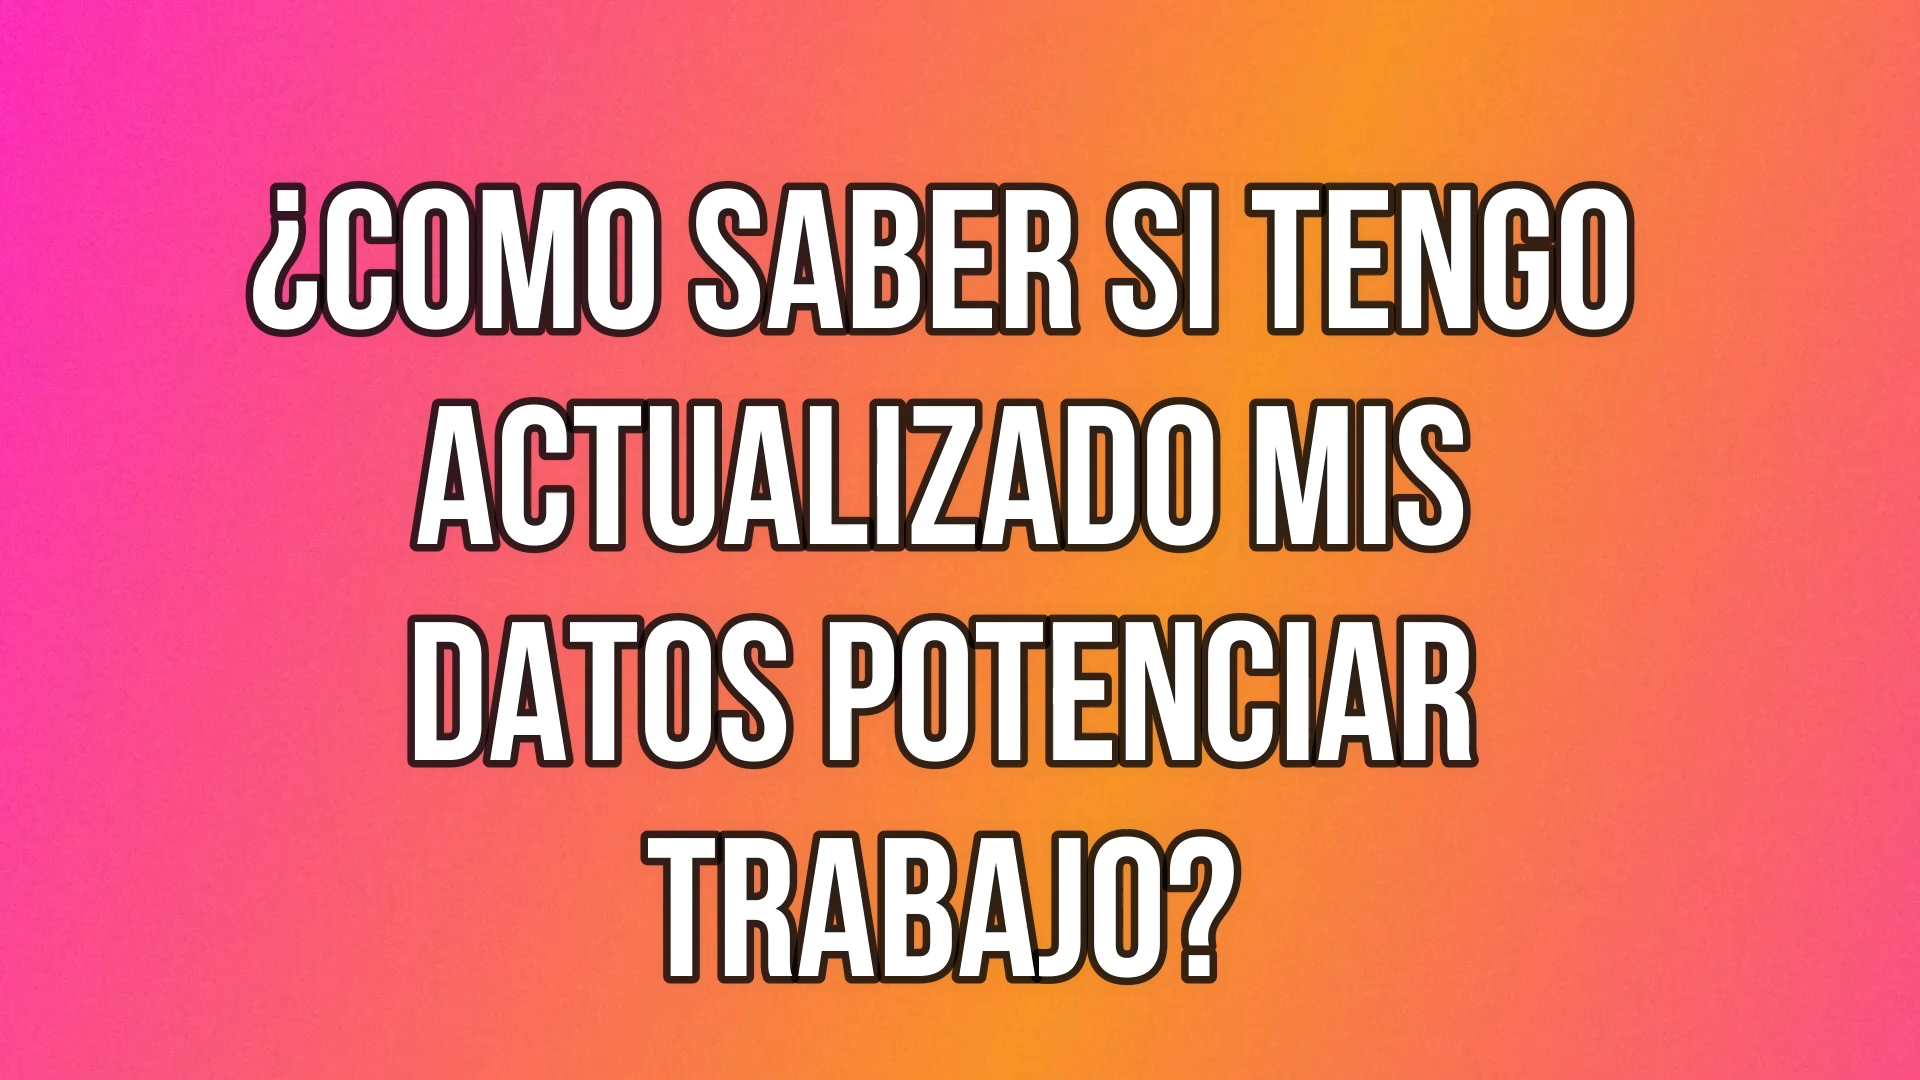 ¿COMO SABER SI TENGO
ACTUALIZADO MIS
DATOS POTENCIAR
TRABAJO?